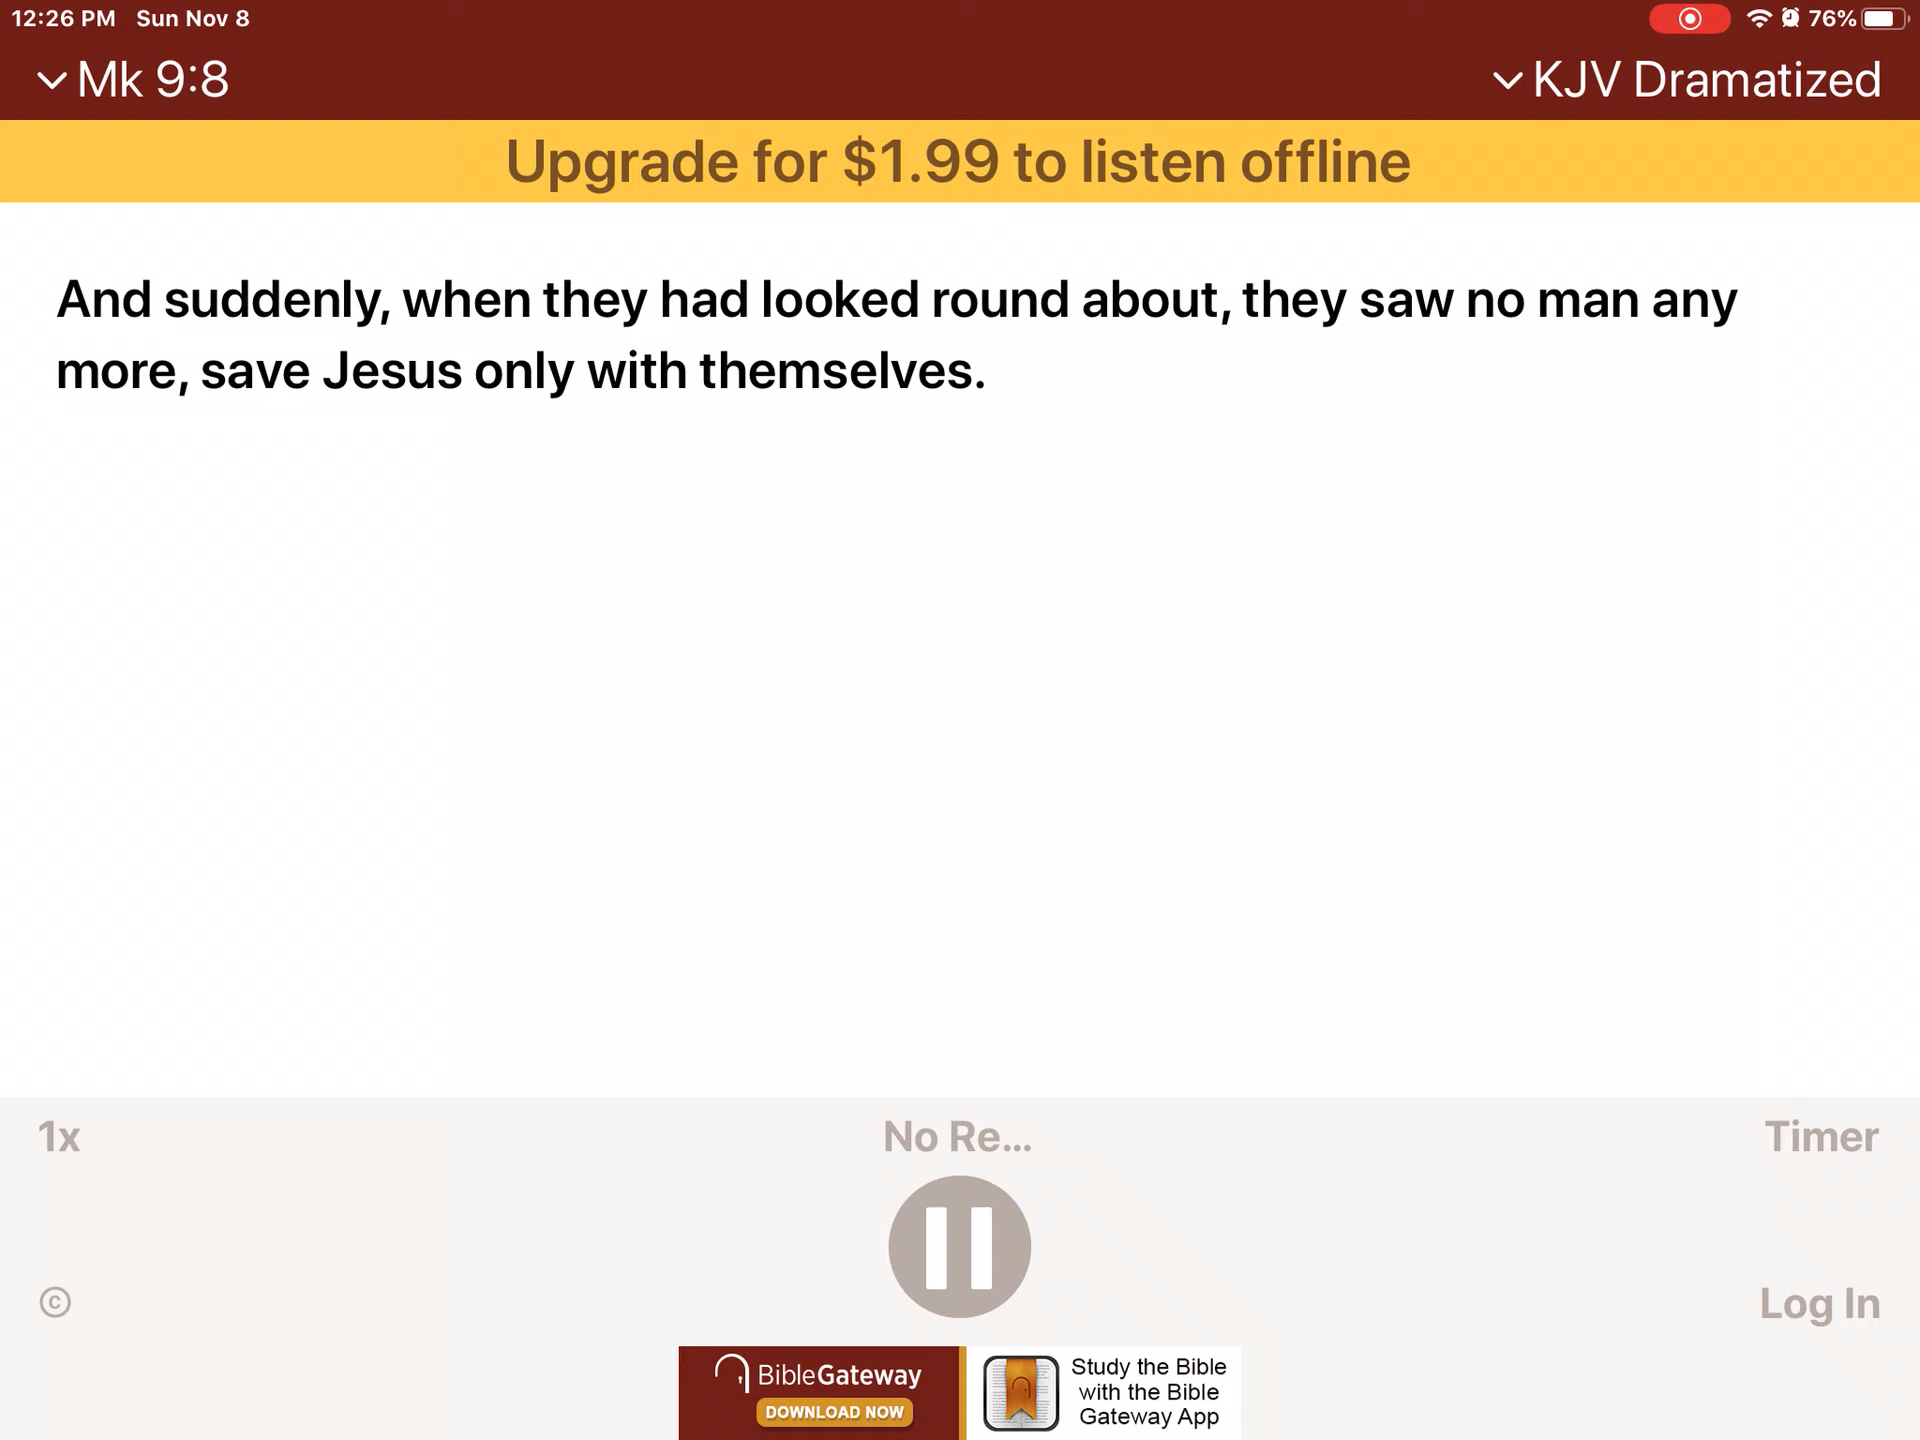 12:26 PM Sun Nov 8
76%
Mk 9:8
KJV Dramatized
Upgrade for $1.99 to listen offline
And suddenly, when they had looked round about, they saw no man any
more, save Jesus only with themselves.
1x
No Re...
Timer
©
Log In
BibleGateway
DOWNLOAD NOW
Study the Bible
with the Bible
Gateway App